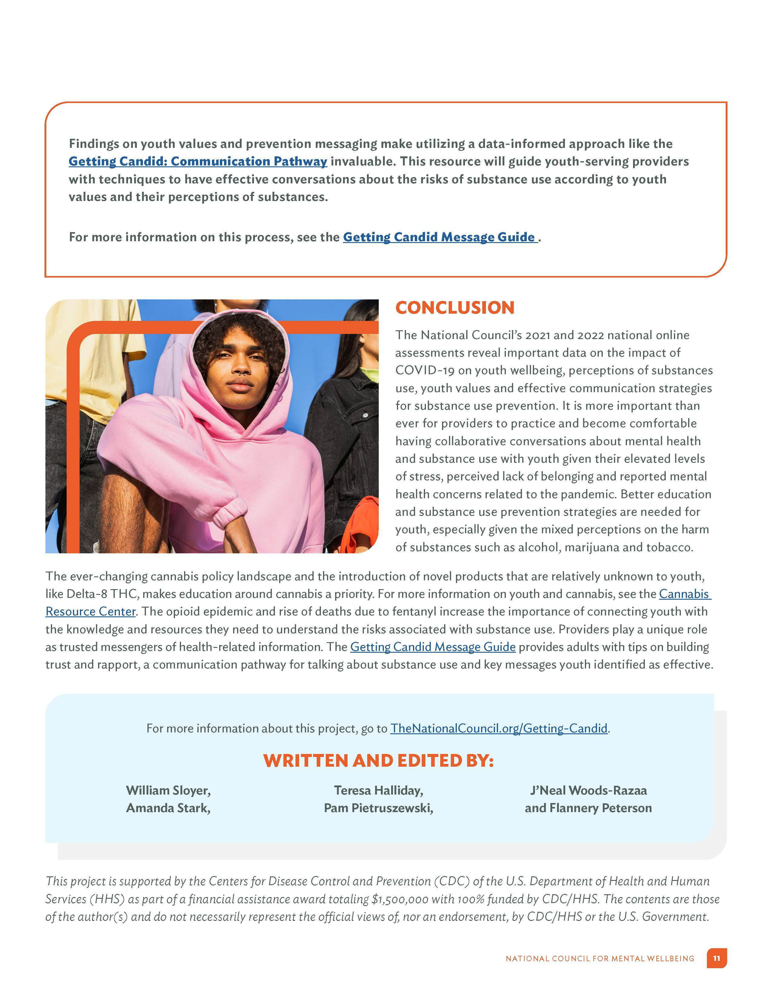 Findings on youth values and prevention messaging make utilizing a data-informed approach like the
Getting Candid: Communication Pathway invaluable. This resource will guide youth-serving providers
with techniques to have effective conversations about the risks of substance use according to youth
values and their perceptions of substances.
For more information on this process, see the Getting Candid Message Guide .
CONCLUSION
The National Council’s 2021 and 2022 national online
assessments reveal important data on the impact of
COVID-19 on youth wellbeing, perceptions of substances
use, youth values and effective communication strategies
for substance use prevention. It is more important than
ever for providers to practice and become comfortable
having collaborative conversations about mental health
and substance use with youth given their elevated levels
of stress, perceived lack of belonging and reported mental
health concerns related to the pandemic. Better education
and substance use prevention strategies are needed for
youth, especially given the mixed perceptions on the harm
of substances such as alcohol, marijuana and tobacco.
The ever-changing cannabis policy landscape and the introduction of novel products that are relatively unknown to youth,
like Delta-8 THC, makes education around cannabis a priority. For more information on youth and cannabis, see the Cannabis
Resource Center. The opioid epidemic and rise of deaths due to fentanyl increase the importance of connecting youth with
the knowledge and resources they need to understand the risks associated with substance use. Providers play a unique role
as trusted messengers of health-related information. The Getting Candid Message Guide provides adults with tips on building
trust and rapport, a communication pathway for talking about substance use and key messages youth identified as effective.
For more information about this project, go to TheNationalCouncil.org/Getting-Candid.
WRITTEN AND EDITED BY:
William Sloyer,
Amanda Stark,
Teresa Halliday,
Pam Pietruszewski,
J’Neal Woods-Razaa
and Flannery Peterson
This project is supported by the Centers for Disease Control and Prevention (CDC) of the U.S. Department of Health and Human
Services (HHS) as part of a financial assistance award totaling $1,500,000 with 100% funded by CDC/HHS. The contents are those
of the author(s) and do not necessarily represent the official views of, nor an endorsement, by CDC/HHS or the U.S. Government.
NATIONAL COUNCIL FOR MENTAL WELLBEING 11